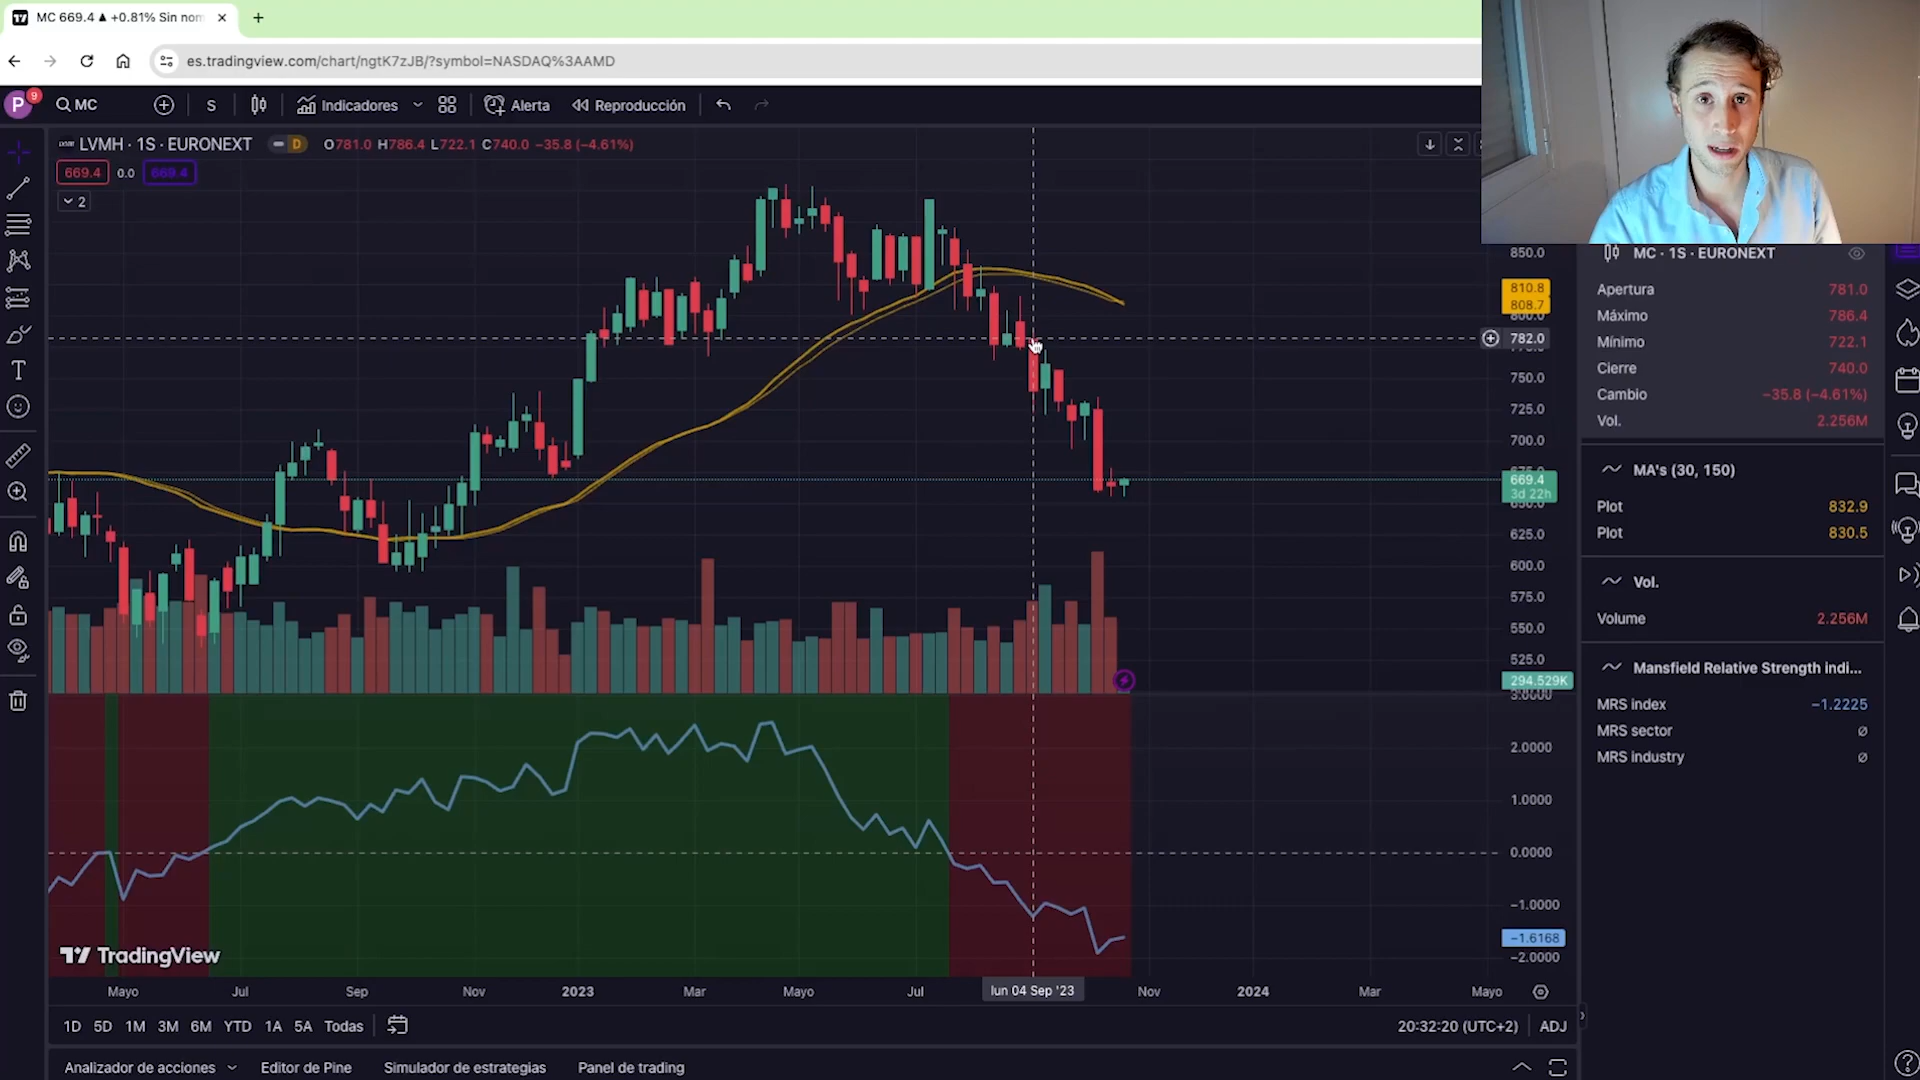 MC 669.4 ▲ +0.81% Sin nom
es.tradingview.com/chart/ngtK7zJB/?symbol=NASDAQ%3AAMD
P 9 MC S Indicadores Alerta Reproducción
LVMH · 1S · EURONEXT D O781.0 H786.4 L722.1 C740.0 −35.8 (−4.61%)
669.4 0.0 669.4
2
850.0
810.8
808.7
800.0
782.0
750.0
725.0
700.0
675.0
669.4
3d 22h
650.0
625.0
600.0
575.0
550.0
525.0
294.529K
3.0000
2.0000
1.0000
0.0000
−1.0000
−1.6168
−2.0000
MC · 1S · EURONEXT
Apertura 781.0
Máximo 786.4
Mínimo 722.1
Cierre 740.0
Cambio −35.8 (−4.61%)
Vol. 2.256M
MA's (30, 150)
Plot 832.9
Plot 830.5
Vol.
Volume 2.256M
Mansfield Relative Strength indi...
MRS index −1.2225
MRS sector ∅
MRS industry ∅
TradingView
Mayo Jul Sep Nov 2023 Mar Mayo Jul lun 04 Sep '23 Nov 2024 Mar Mayo
1D 5D 1M 3M 6M YTD 1A 5A Todas 20:32:20 (UTC+2) ADJ
Analizador de acciones Editor de Pine Simulador de estrategias Panel de trading